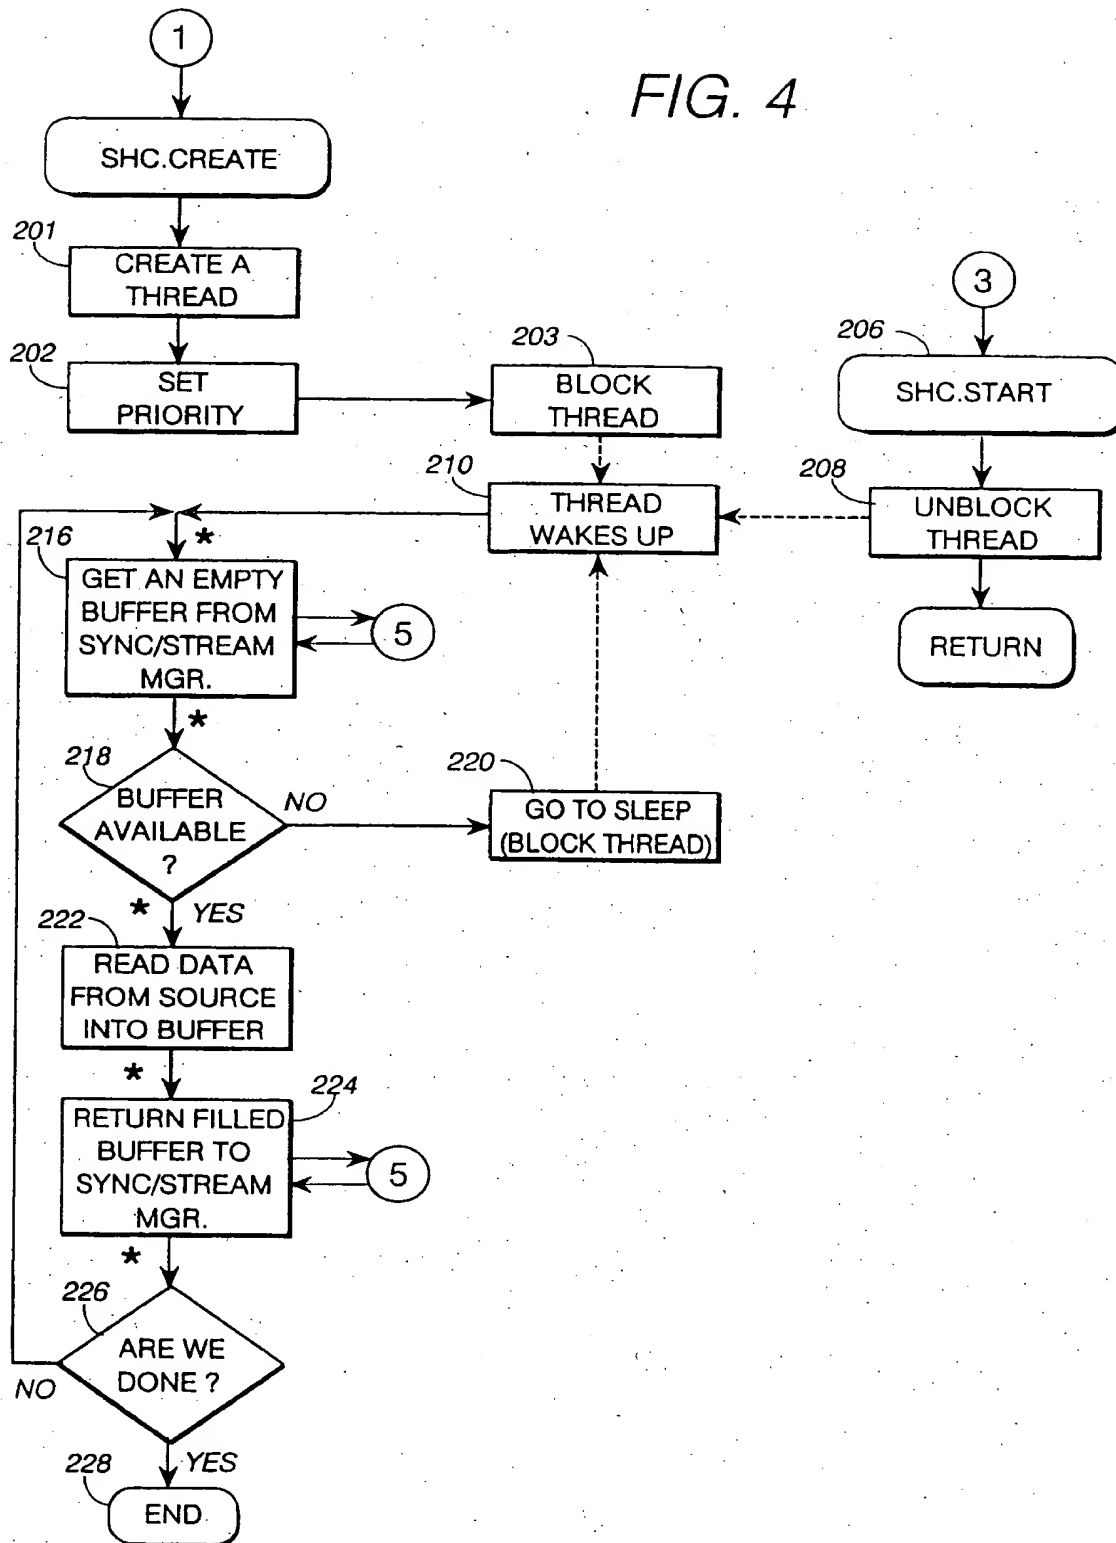 1
FIG. 4
SHC.CREATE
201
CREATE A
THREAD
3
202
SET
PRIORITY
203
BLOCK
THREAD
206
SHC.START
210
THREAD
WAKES UP
208
UNBLOCK
THREAD
RETURN
*
216
GET AN EMPTY
BUFFER FROM
SYNC/STREAM
MGR.
5
*
218
BUFFER
AVAILABLE
?
NO
220
GO TO SLEEP
(BLOCK THREAD)
* YES
222
READ DATA
FROM SOURCE
INTO BUFFER
*
224
RETURN FILLED
BUFFER TO
SYNC/STREAM
MGR.
5
*
226
ARE WE
DONE ?
NO
YES
228
END